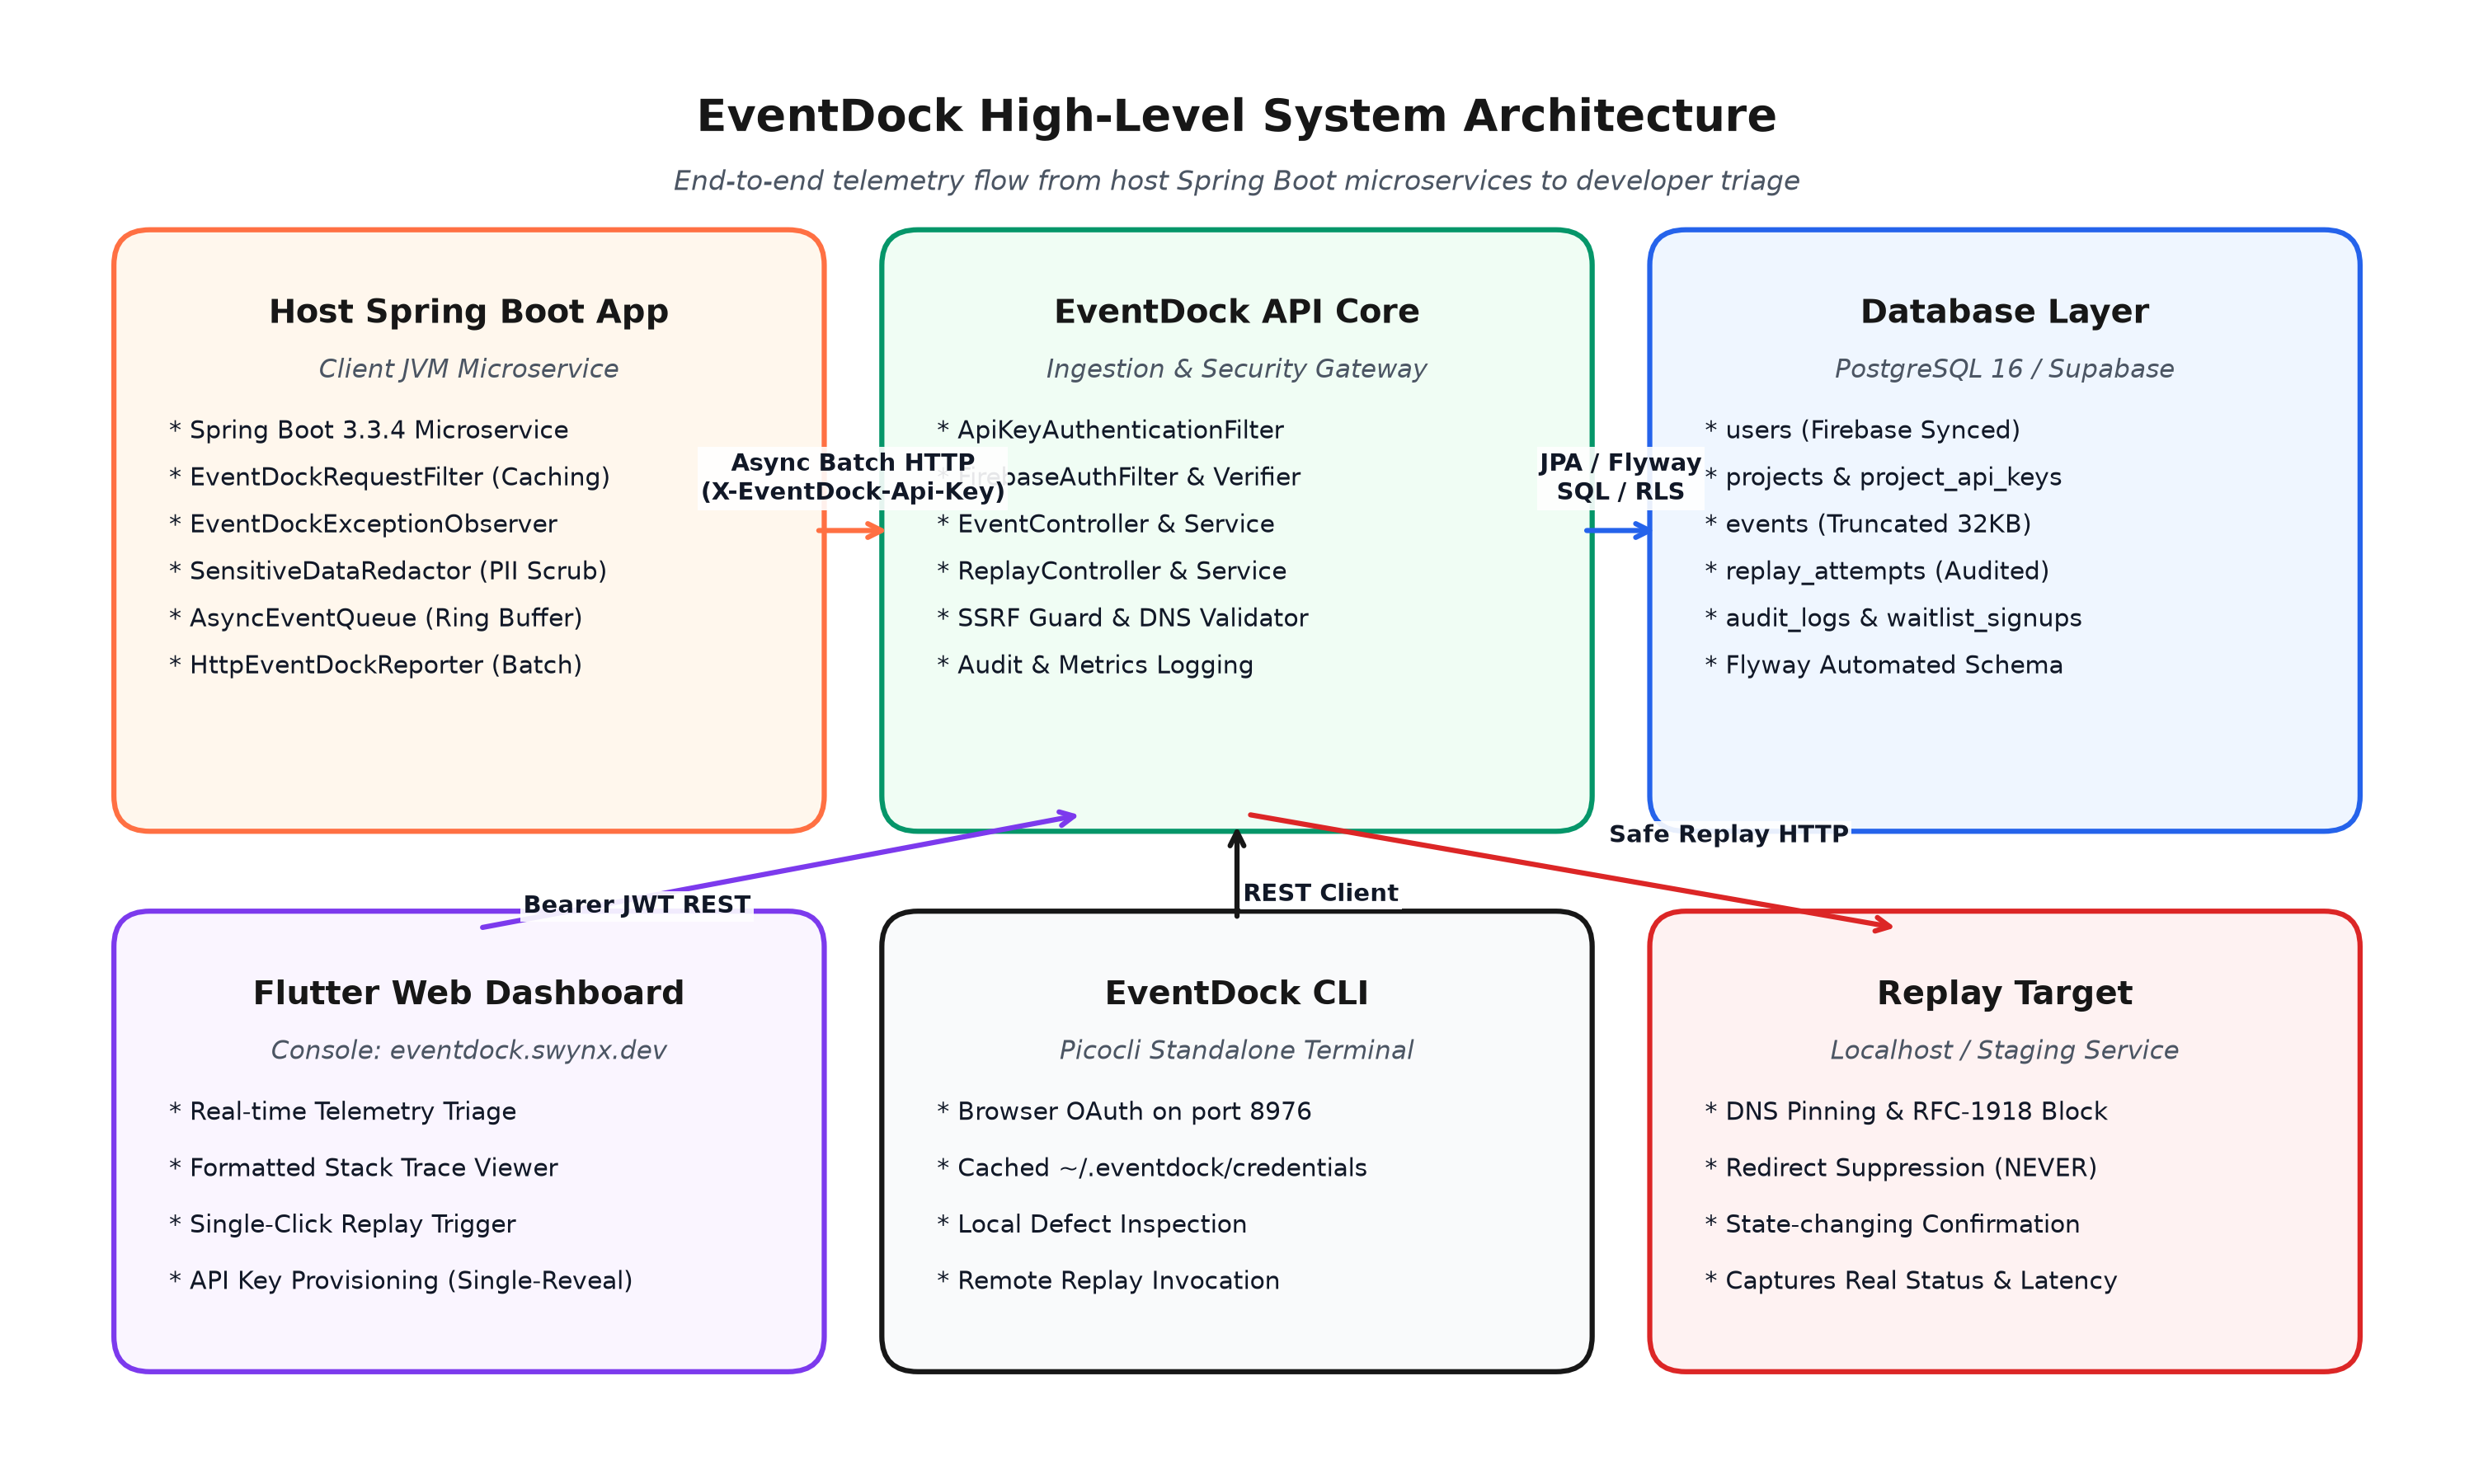 EventDock High-Level System Architecture
End-to-end telemetry flow from host Spring Boot microservices to developer triage
Host Spring Boot App
Client JVM Microservice
* Spring Boot 3.3.4 Microservice
* EventDockRequestFilter (Caching)
* EventDockExceptionObserver
* SensitiveDataRedactor (PII Scrub)
* AsyncEventQueue (Ring Buffer)
* HttpEventDockReporter (Batch)
Async Batch HTTP
(X-EventDock-Api-Key)
EventDock API Core
Ingestion & Security Gateway
* ApiKeyAuthenticationFilter
* FirebaseAuthFilter & Verifier
* EventController & Service
* ReplayController & Service
* SSRF Guard & DNS Validator
* Audit & Metrics Logging
JPA / Flyway
SQL / RLS
Database Layer
PostgreSQL 16 / Supabase
* users (Firebase Synced)
* projects & project_api_keys
* events (Truncated 32KB)
* replay_attempts (Audited)
* audit_logs & waitlist_signups
* Flyway Automated Schema
Bearer JWT REST
REST Client
Safe Replay HTTP
Flutter Web Dashboard
Console: eventdock.swynx.dev
* Real-time Telemetry Triage
* Formatted Stack Trace Viewer
* Single-Click Replay Trigger
* API Key Provisioning (Single-Reveal)
EventDock CLI
Picocli Standalone Terminal
* Browser OAuth on port 8976
* Cached ~/.eventdock/credentials
* Local Defect Inspection
* Remote Replay Invocation
Replay Target
Localhost / Staging Service
* DNS Pinning & RFC-1918 Block
* Redirect Suppression (NEVER)
* State-changing Confirmation
* Captures Real Status & Latency